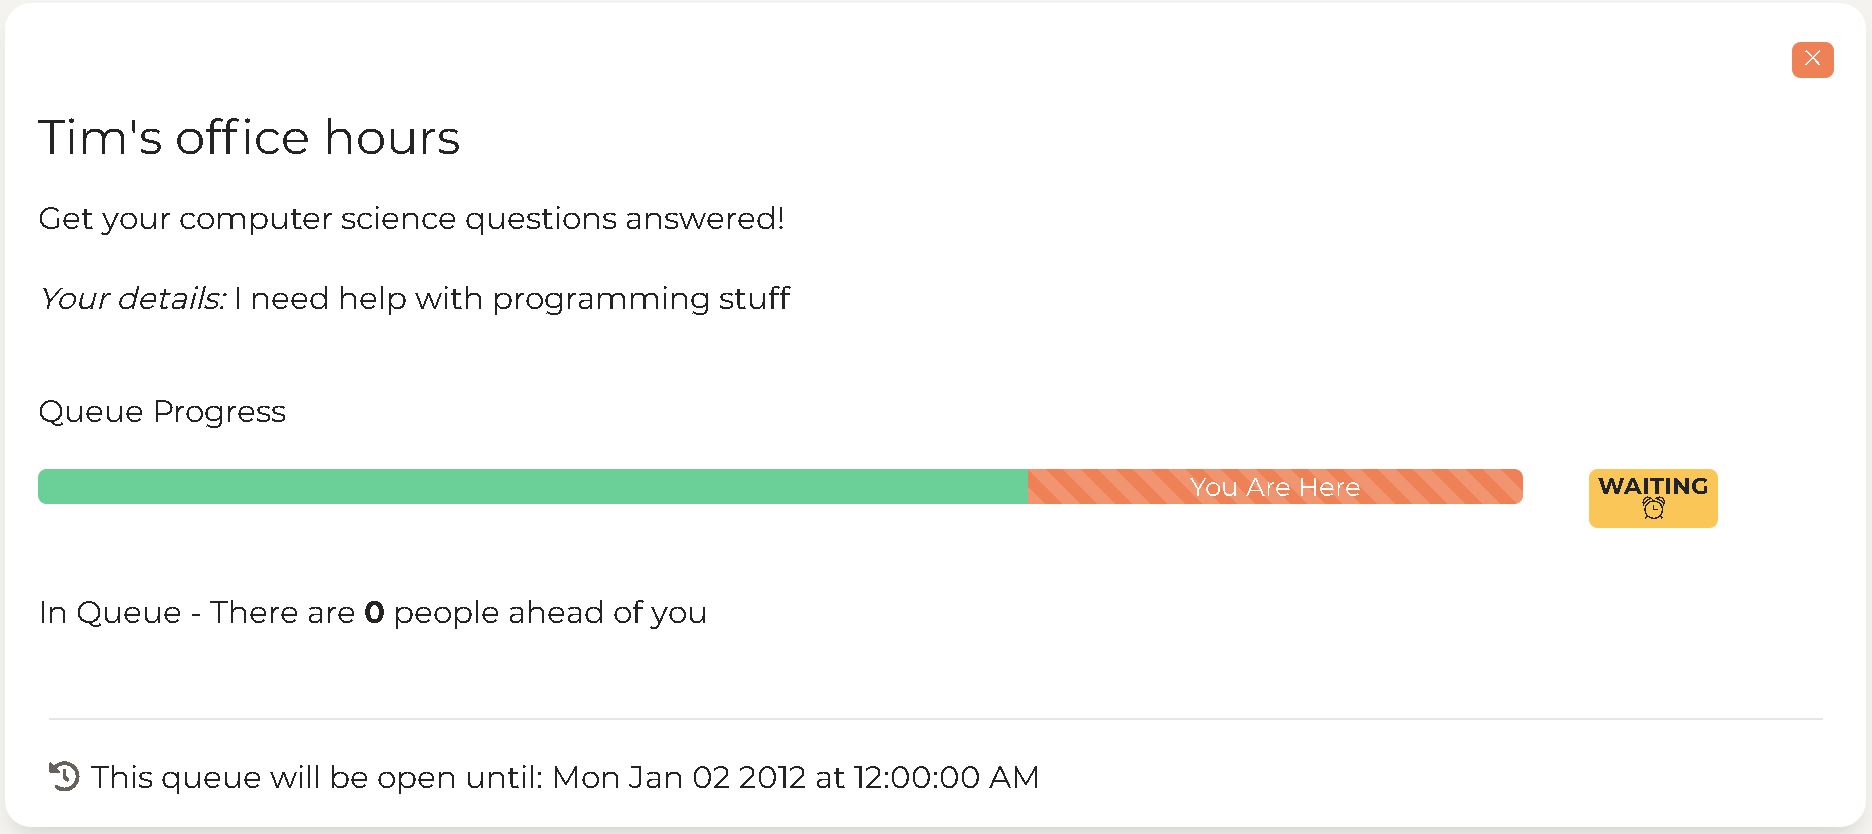 Tim's office hours
Get your computer science questions answered!
Your details: I need help with programming stuff
Queue Progress
You Are Here
WAITING
In Queue - There are 0 people ahead of you
This queue will be open until: Mon Jan 02 2012 at 12:00:00 AM